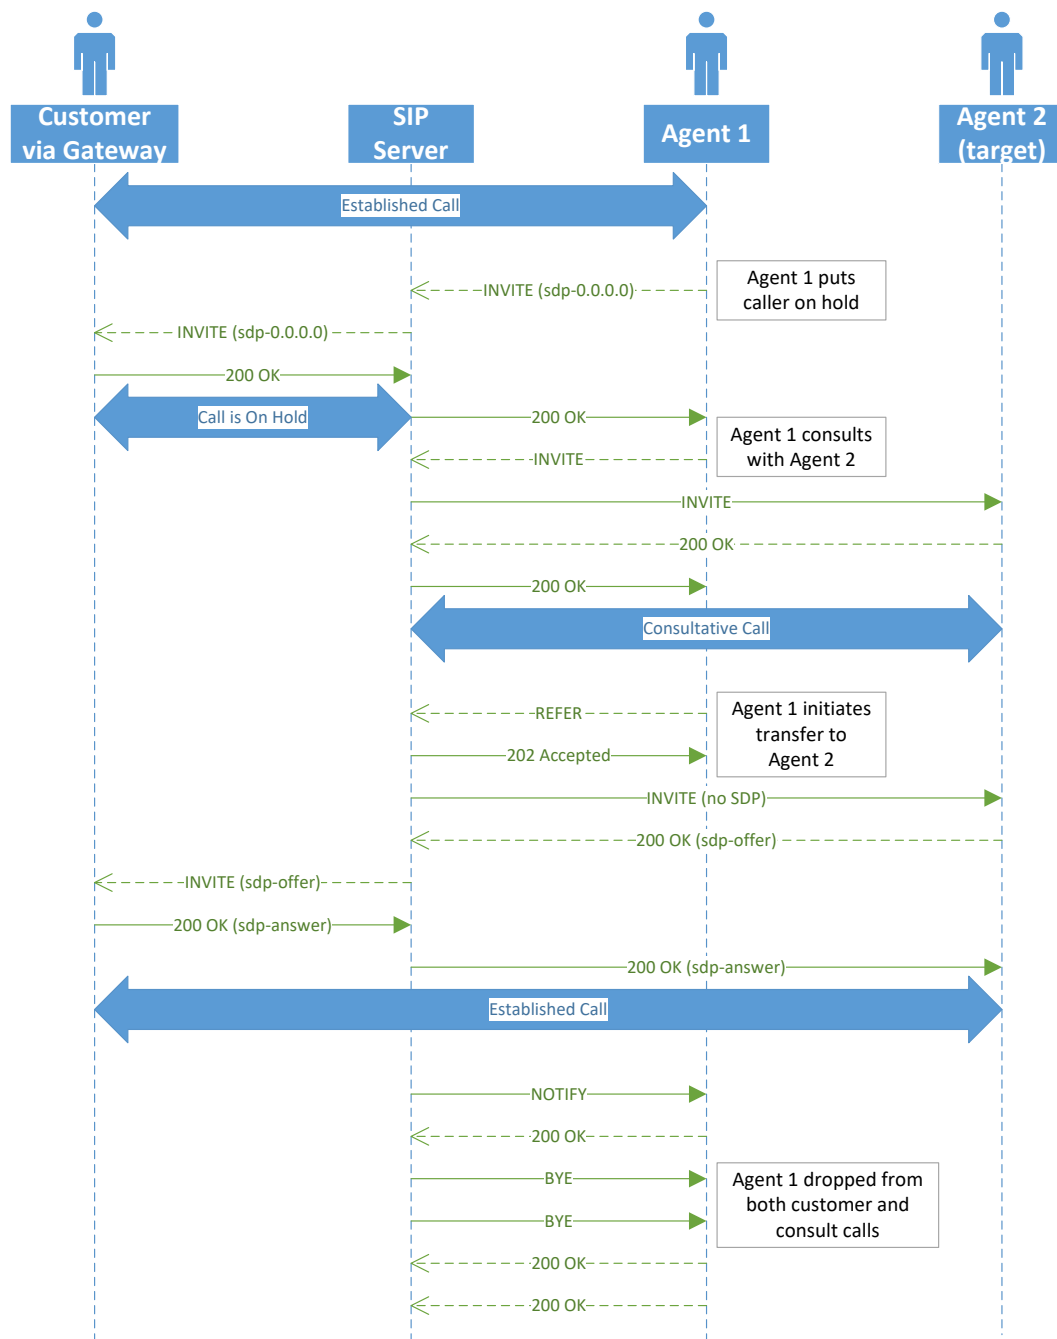 Customer
via Gateway
SIP
Server
Agent 1
Agent 2
(target)
Established Call
INVITE (sdp-0.0.0.0)
Agent 1 puts
caller on hold
INVITE (sdp-0.0.0.0)
200 OK
Call is On Hold
200 OK
Agent 1 consults
with Agent 2
INVITE
INVITE
200 OK
200 OK
Consultative Call
REFER
Agent 1 initiates
transfer to
Agent 2
202 Accepted
INVITE (no SDP)
200 OK (sdp-offer)
INVITE (sdp-offer)
200 OK (sdp-answer)
200 OK (sdp-answer)
Established Call
NOTIFY
200 OK
BYE
Agent 1 dropped from
both customer and
consult calls
BYE
200 OK
200 OK